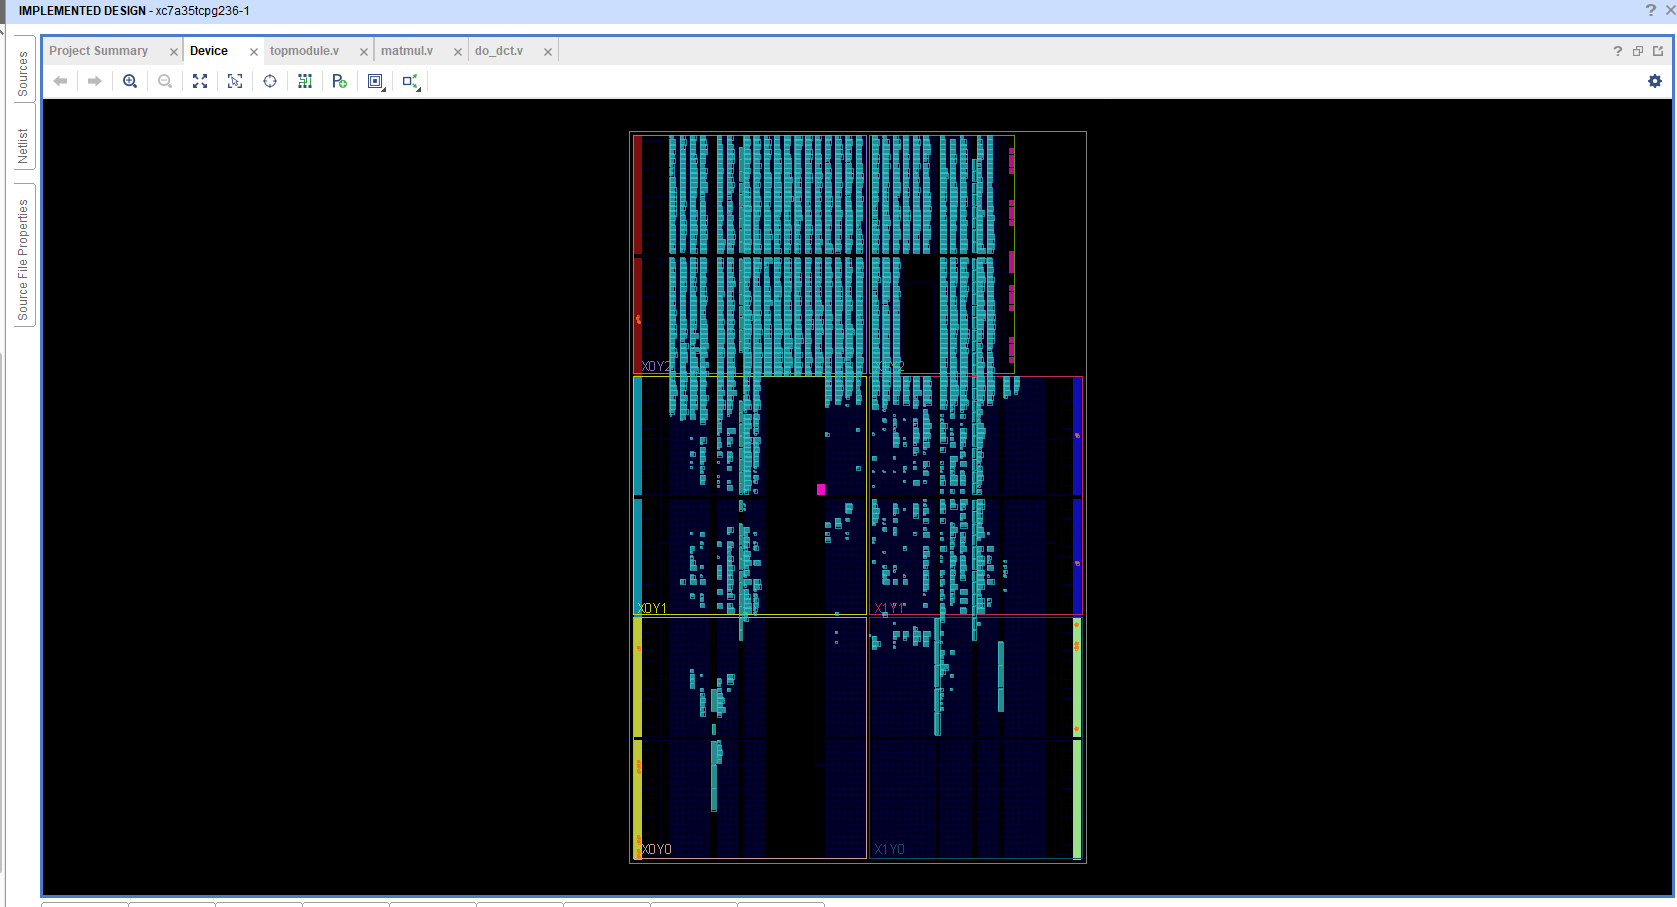 IMPLEMENTED DESIGN - xc7a35tcpg236-1
Sources
Netlist
Source File Properties
Project Summary
Device
topmodule.v
matmul.v
do_dct.v
X0Y2
X0Y1
X1Y1
X0Y0
X1Y0